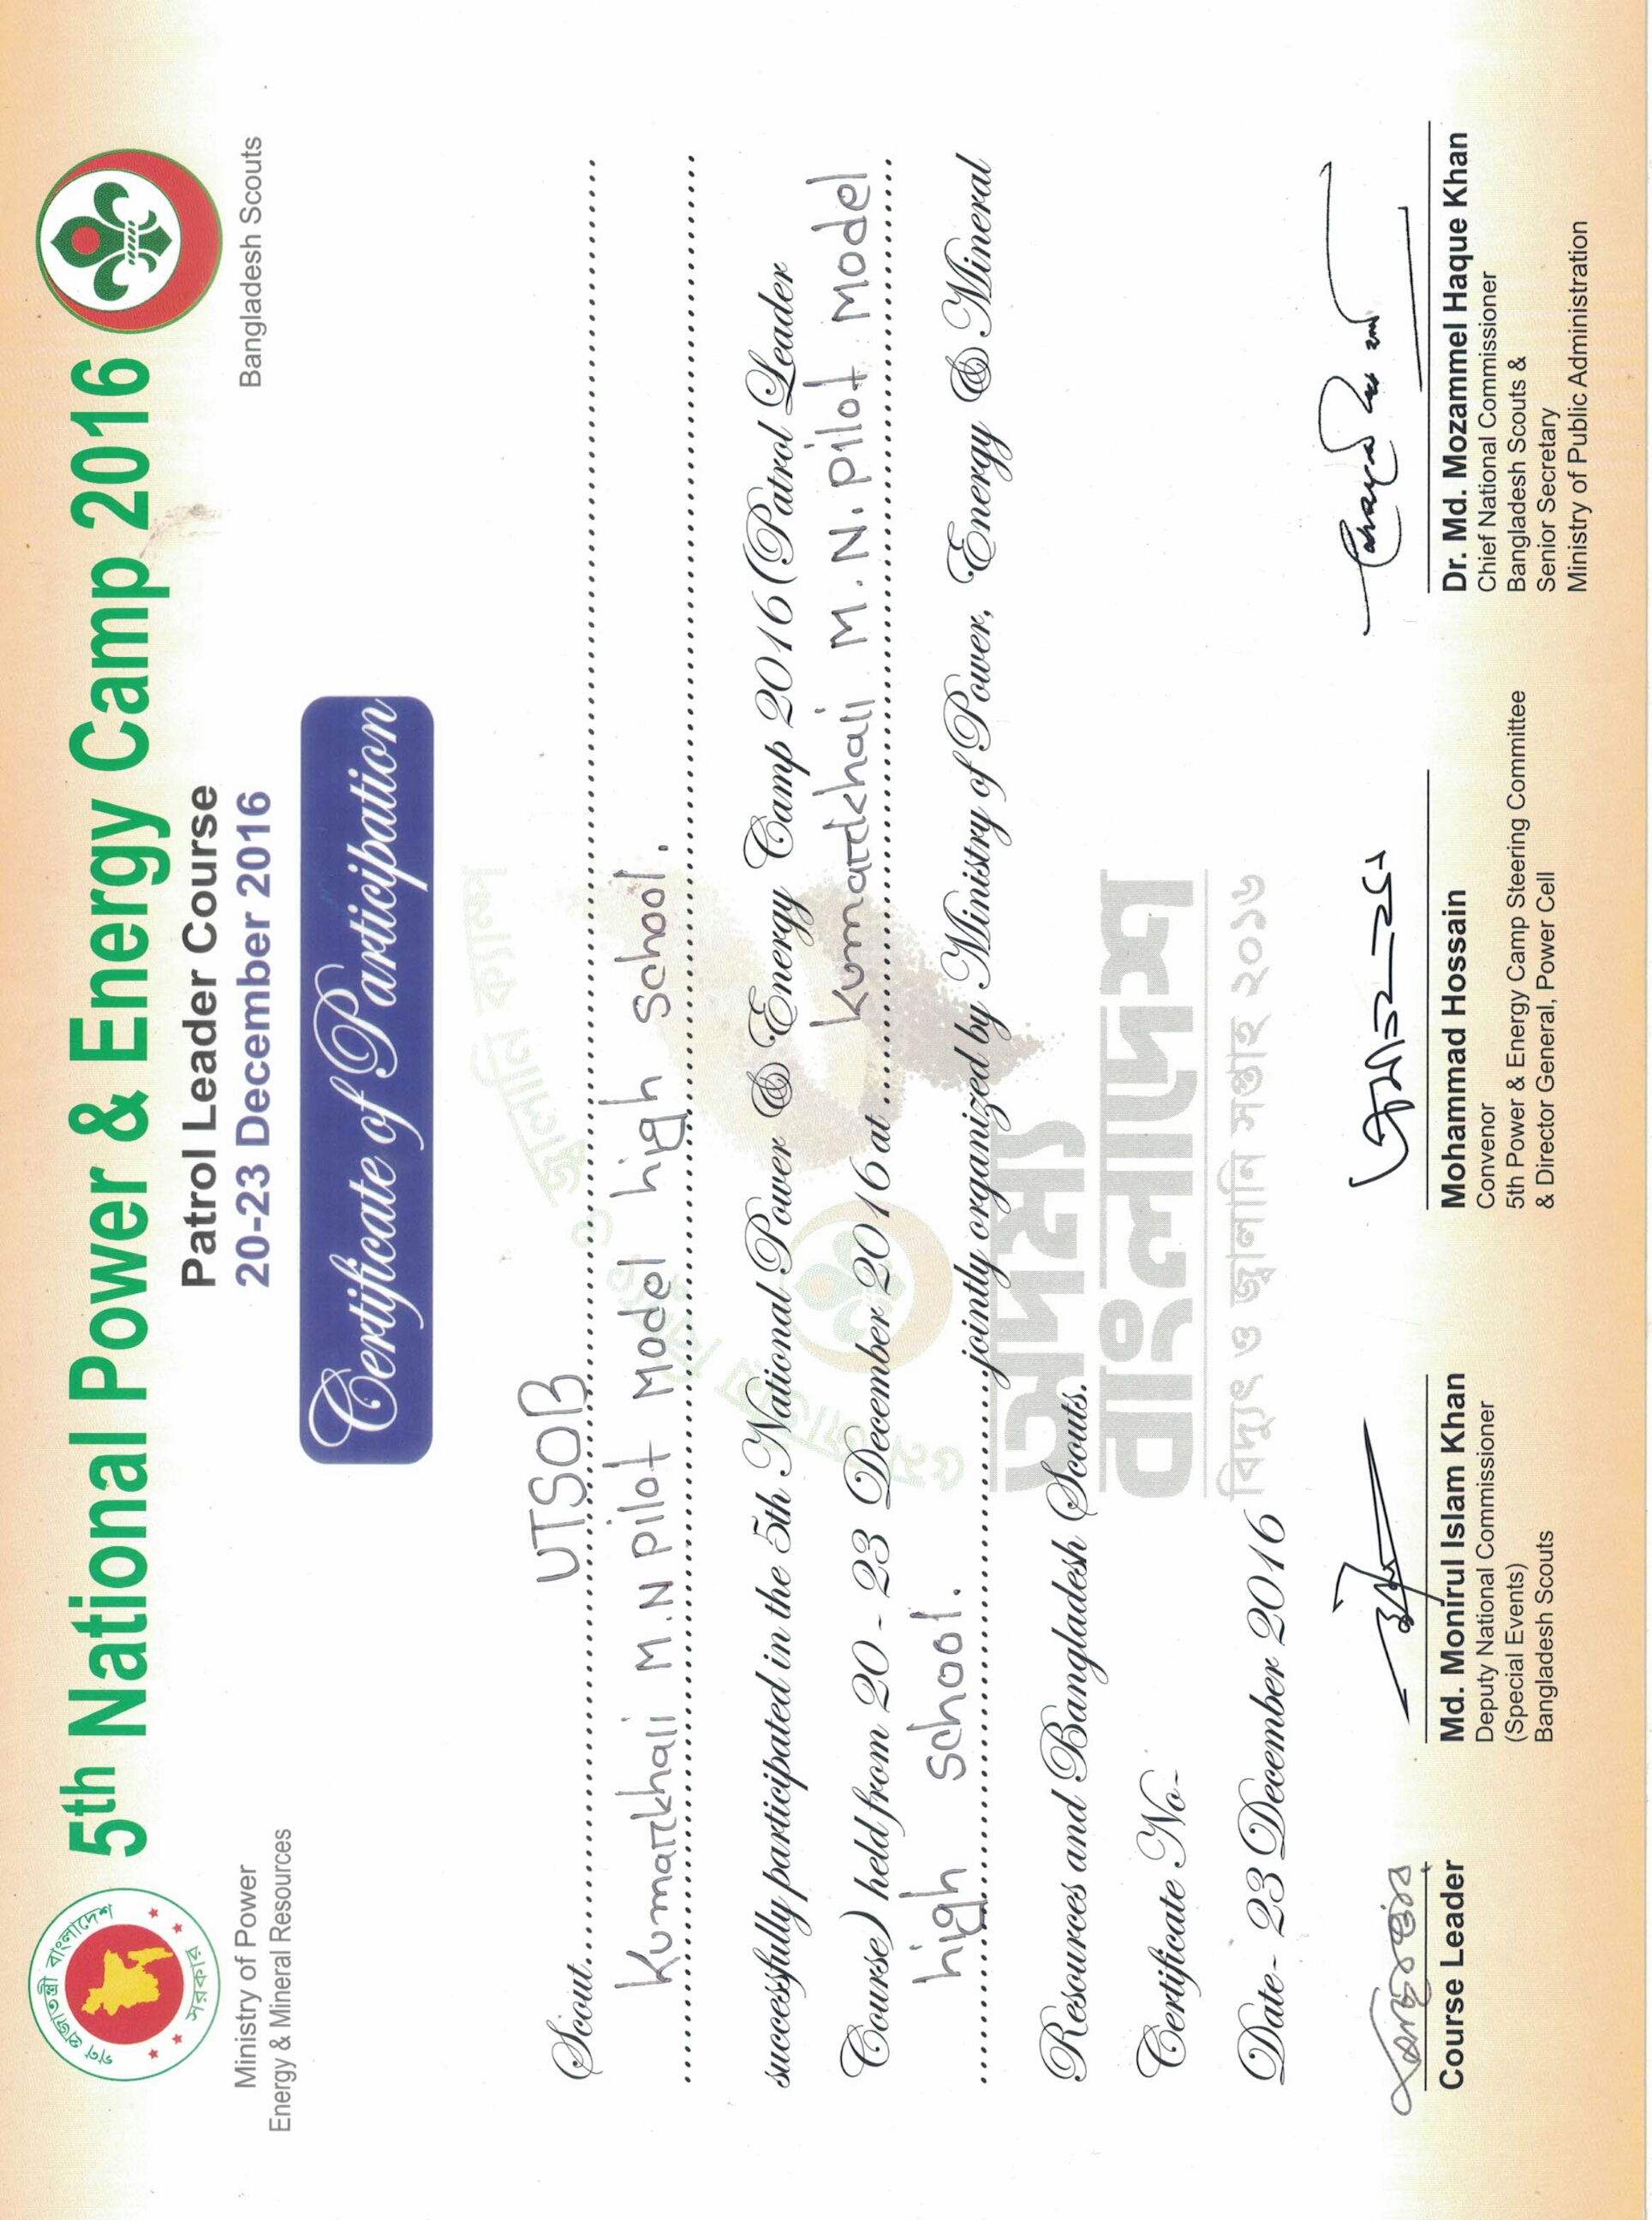 গণ প্রজাতন্ত্রী বাংলাদেশ
সরকার
Ministry of Power
Energy & Mineral Resources
5th National Power & Energy Camp 2016
Patrol Leader Course
20-23 December 2016
Bangladesh Scouts
Certificate of Participation
৫ম জাতীয় বিদ্যুৎ ও জ্বালানি ক্যাম্প
Scout UTSOB
Kumarkhali M.N Pilot Model high school.
successfully participated in the 5th National Power & Energy Camp 2016 (Patrol Leader
Course) held from 20 - 23 December 2016 at Kumarkhali M.N. Pilot Model
high school. jointly organized by Ministry of Power, Energy & Mineral
Resources and Bangladesh Scouts.
অদম্য
বাংলাদেশ
বিদ্যুৎ ও জ্বালানি সপ্তাহ ২০১৬
Certificate No-
Date- 23 December 2016
Course Leader
Md. Monirul Islam Khan
Deputy National Commissioner
(Special Events)
Bangladesh Scouts
Mohammad Hossain
Convenor
5th Power & Energy Camp Steering Committee
& Director General, Power Cell
Dr. Md. Mozammel Haque Khan
Chief National Commissioner
Bangladesh Scouts &
Senior Secretary
Ministry of Public Administration